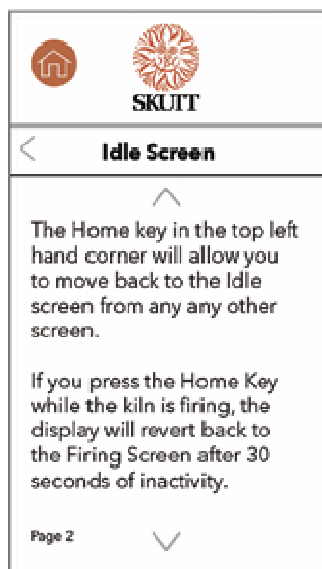 SKUTT
Idle Screen
The Home key in the top left
hand corner will allow you
to move back to the Idle
screen from any any other
screen.
If you press the Home Key
while the kiln is firing, the
display will revert back to
the Firing Screen after 30
seconds of inactivity.
Page 2